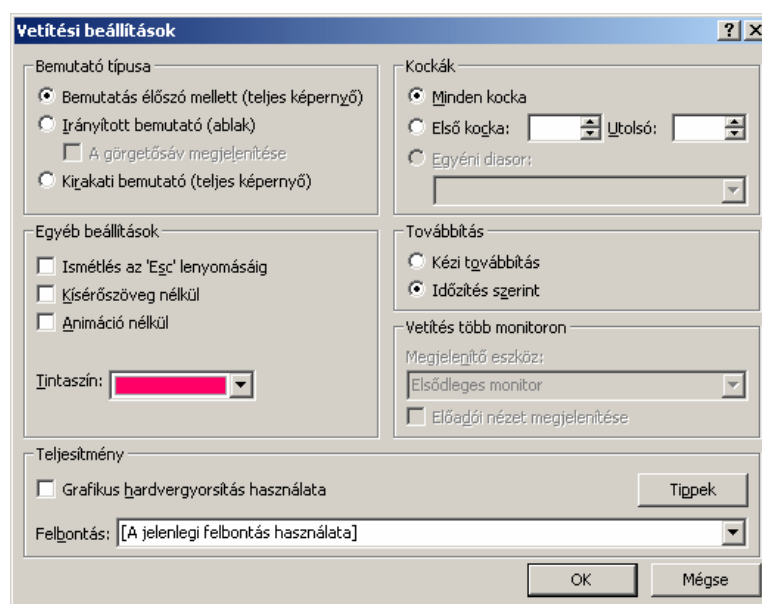 Vetítési beállítások
Bemutató típusa
Bemutatás élőszó mellett (teljes képernyő)
Irányított bemutató (ablak)
A görgetősáv megjelenítése
Kirakati bemutató (teljes képernyő)
Kockák
Minden kocka
Első kocka: Utolsó:
Egyéni diasor:
Egyéb beállítások
Ismétlés az 'Esc' lenyomásáig
Kísérőszöveg nélkül
Animáció nélkül
Tintaszín:
Továbbítás
Kézi továbbítás
Időzítés szerint
Vetítés több monitoron
Megjelenítő eszköz:
Elsődleges monitor
Előadói nézet megjelenítése
Teljesítmény
Grafikus hardvergyorsítás használata
Tippek
Felbontás: [A jelenlegi felbontás használata]
OK Mégse